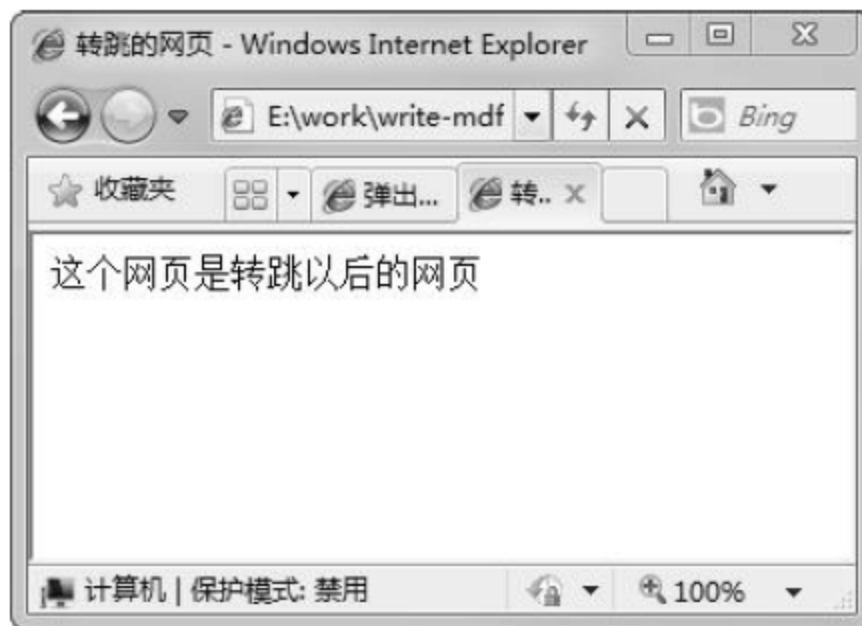 转跳的网页 - Windows Internet Explorer
E:\work\write-mdf
Bing
收藏夹
弹出...
转..
这个网页是转跳以后的网页
计算机 | 保护模式: 禁用
100%